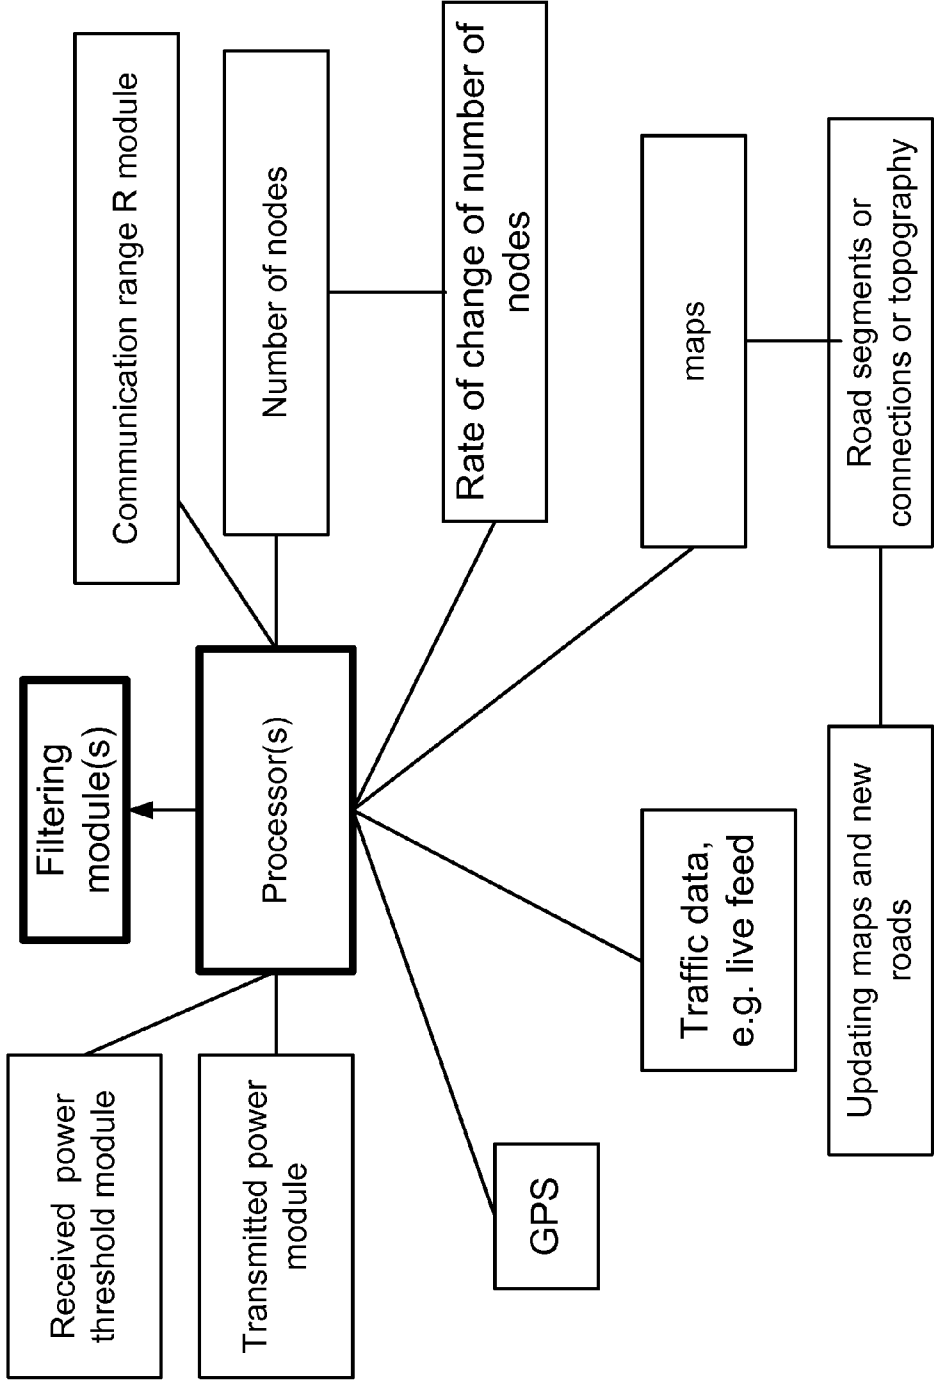 Filtering
module(s)
Received power
threshold module
Communication range R module
Transmitted power
module
Processor(s)
Number of nodes
Rate of change of number of
nodes
GPS
Traffic data,
e.g. live feed
maps
Updating maps and new
roads
Road segments or
connections or topography